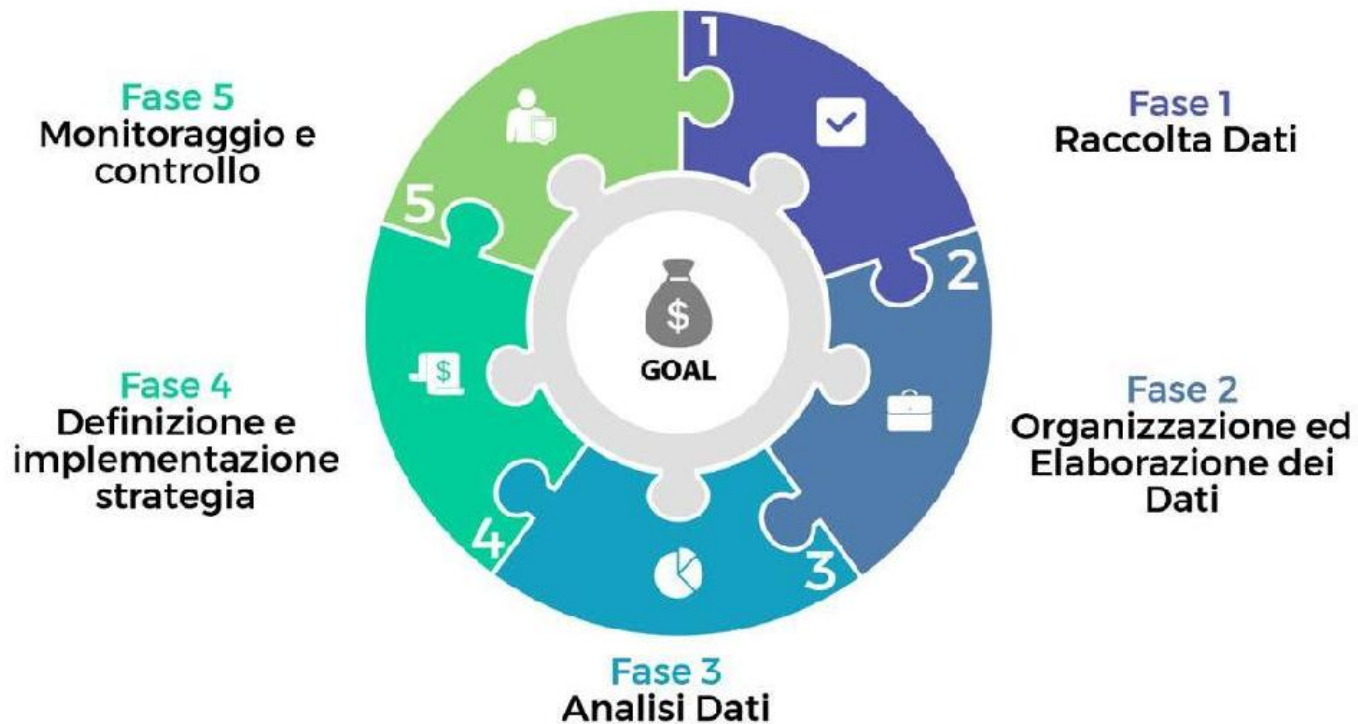 Fase 1
Raccolta Dati
1
Fase 2
Organizzazione ed
Elaborazione dei
Dati
2
Fase 3
Analisi Dati
3
Fase 4
Definizione e
implementazione
strategia
4
Fase 5
Monitoraggio e
controllo
5
$
GOAL
$